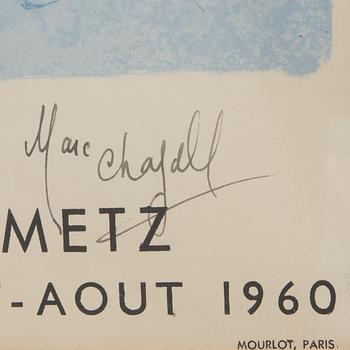 Marc Chagall
METZ
-AOUT 1960
MOURLOT, PARIS.